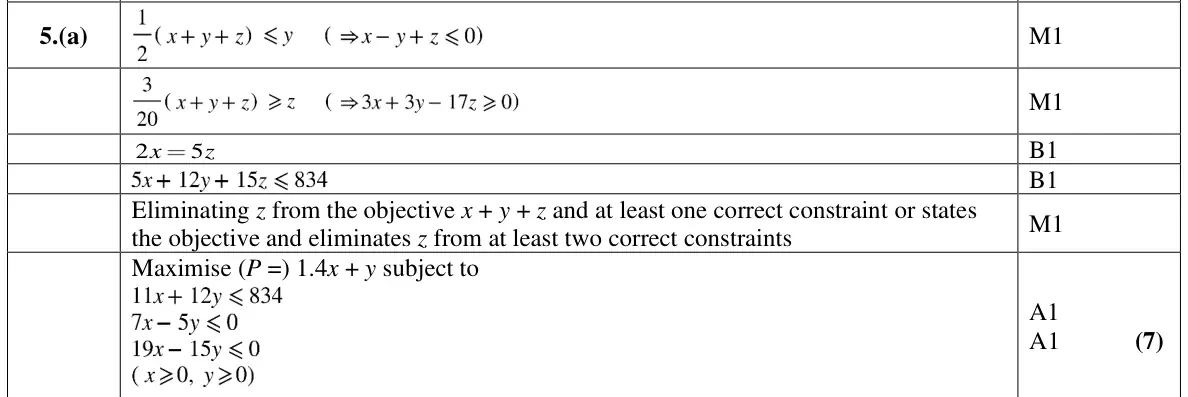 5.(a) 1/2 ( x + y + z) ⩽ y ( ⇒ x − y + z ⩽ 0) M1
3/20 ( x + y + z) ⩾ z ( ⇒ 3x + 3y − 17z ⩾ 0) M1
2x = 5z B1
5x + 12y + 15z ⩽ 834 B1
Eliminating z from the objective x + y + z and at least one correct constraint or states
the objective and eliminates z from at least two correct constraints M1
Maximise (P =) 1.4x + y subject to
11x + 12y ⩽ 834
7x − 5y ⩽ 0 A1
19x − 15y ⩽ 0 A1 (7)
( x ⩾ 0, y ⩾ 0)